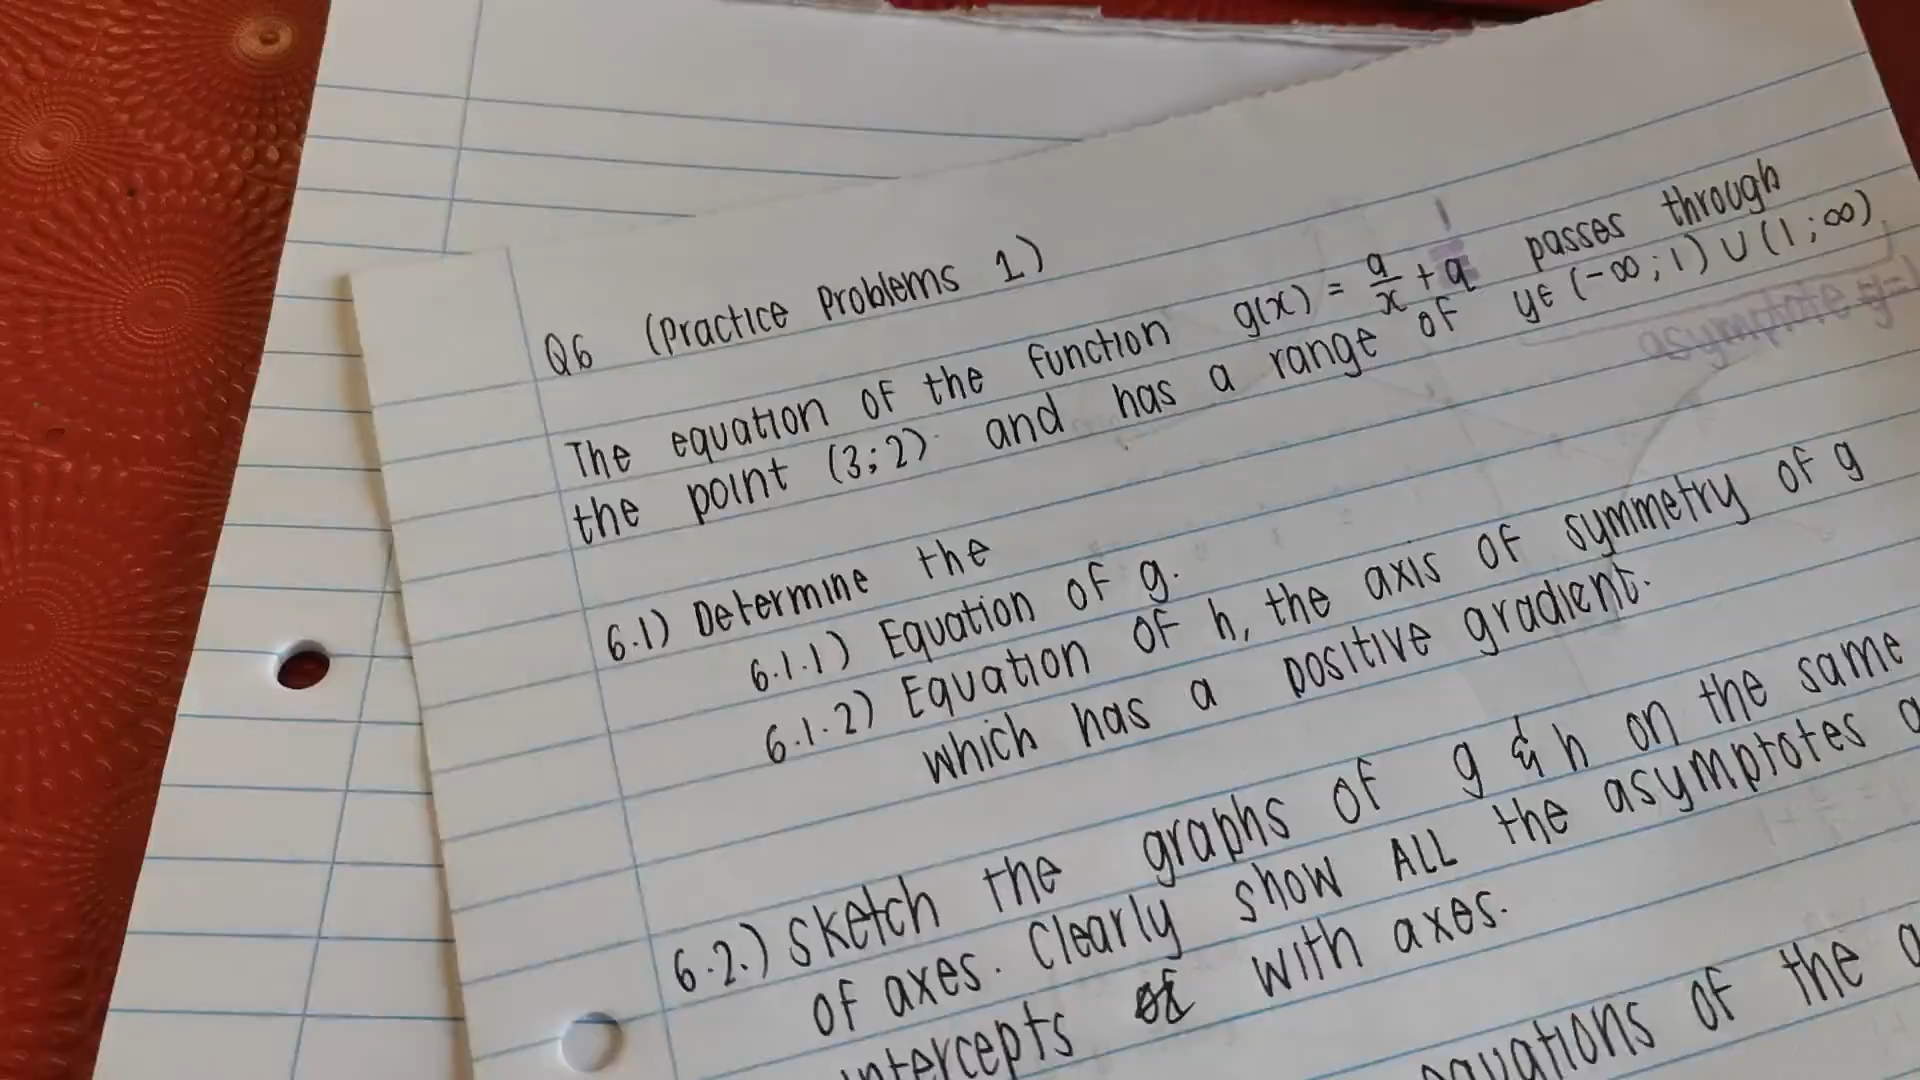 Q6 (Practice Problems 1)
1
The equation of the function g(x) = a/x + q passes through
the point (3;2) and has a range of y∈ (-∞;1) ∪ (1;∞)
asymptote y=1
6.1) Determine the
6.1.1) Equation of g.
6.1.2) Equation of h, the axis of symmetry of g
which has a positive gradient.
6.2.) Sketch the graphs of g & h on the same
of axes. Clearly show ALL the asymptotes
intercepts with axes.
equations of the